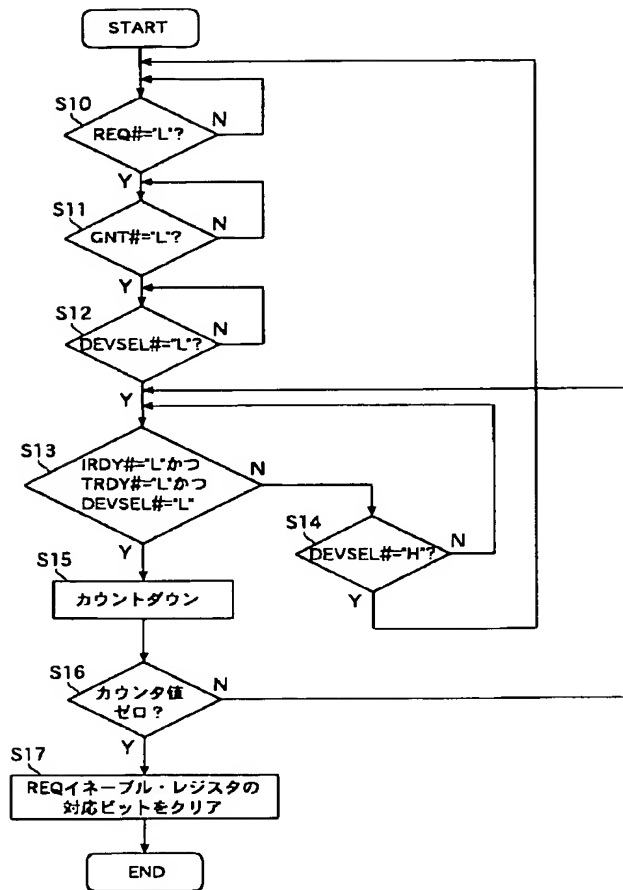 START
S10
REQ#="L"?
N
Y
S11
GNT#="L"?
N
Y
S12
DEVSEL#="L"?
N
Y
S13
IRDY#="L"かつ
TRDY#="L"かつ
DEVSEL#="L"
N
Y
S14
DEVSEL#="H"?
N
Y
S15
カウントダウン
S16
カウンタ値
ゼロ?
N
Y
S17
REQイネーブル・レジスタの
対応ビットをクリア
END